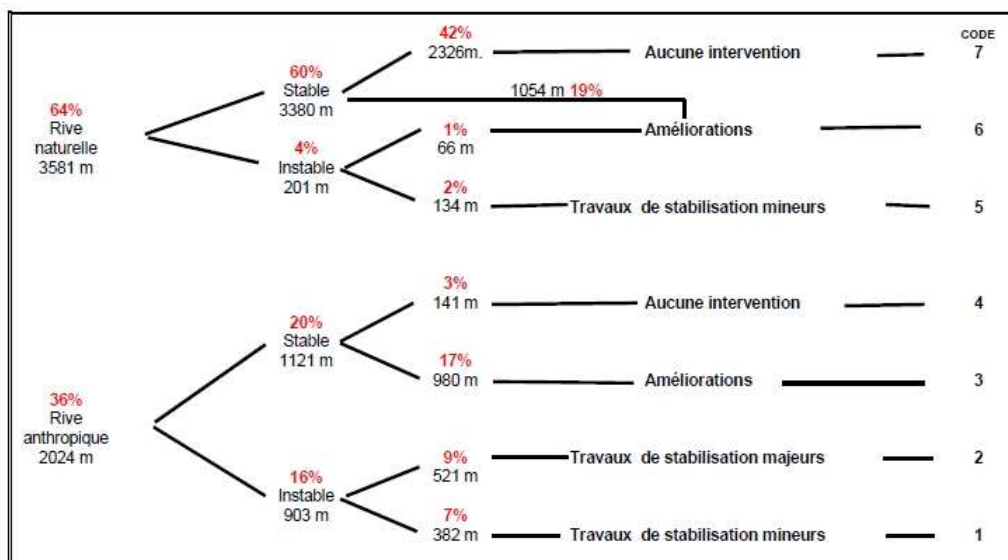 CODE
42%
2326m. Aucune intervention 7
60%
Stable
3380 m
1054 m 19%
64%
Rive
naturelle
3581 m
1%
66 m
Améliorations 6
4%
Instable
201 m
2%
134 m
Travaux de stabilisation mineurs 5
3%
141 m Aucune intervention 4
20%
Stable
1121 m
17%
980 m Améliorations 3
36%
Rive
anthropique
2024 m
9%
521 m
Travaux de stabilisation majeurs 2
16%
Instable
903 m
7%
382 m Travaux de stabilisation mineurs 1